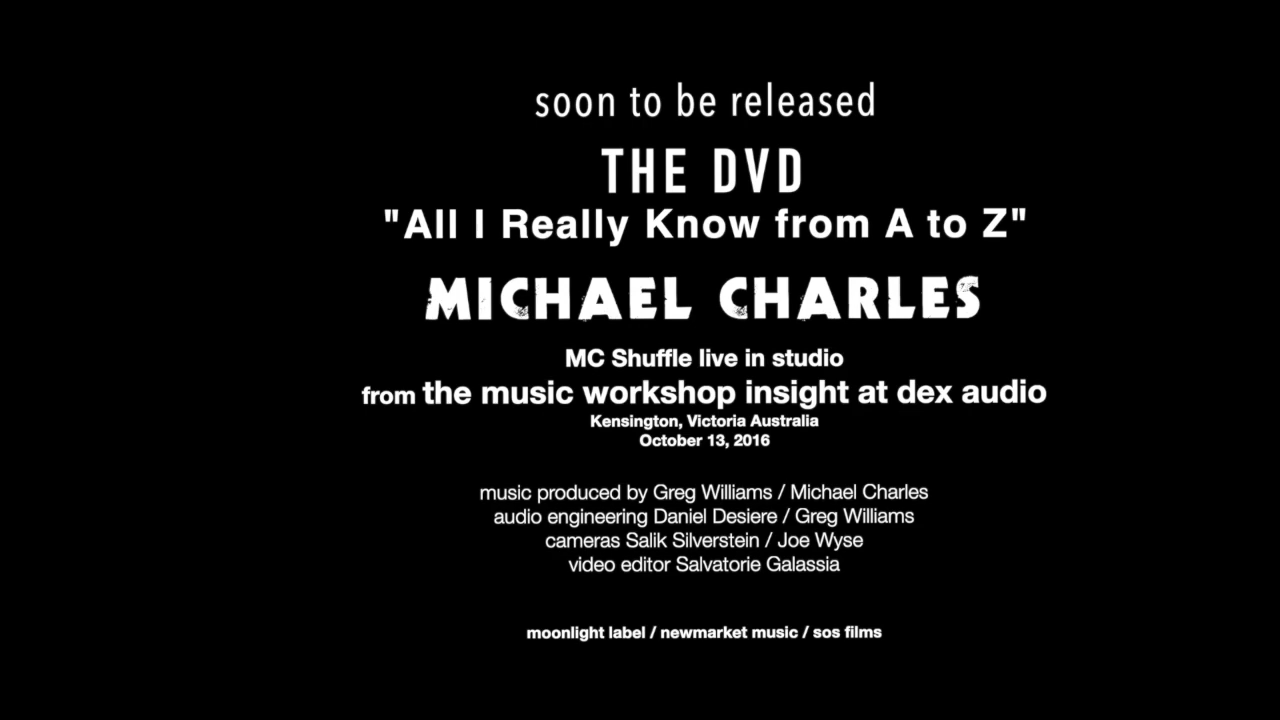 soon to be released
THE DVD
"All I Really Know from A to Z"
MICHAEL CHARLES
MC Shuffle live in studio
from the music workshop insight at dex audio
Kensington, Victoria Australia
October 13, 2016
music produced by Greg Williams / Michael Charles
audio engineering Daniel Desiere / Greg Williams
cameras Salik Silverstein / Joe Wyse
video editor Salvatorie Galassia
moonlight label / newmarket music / sos films